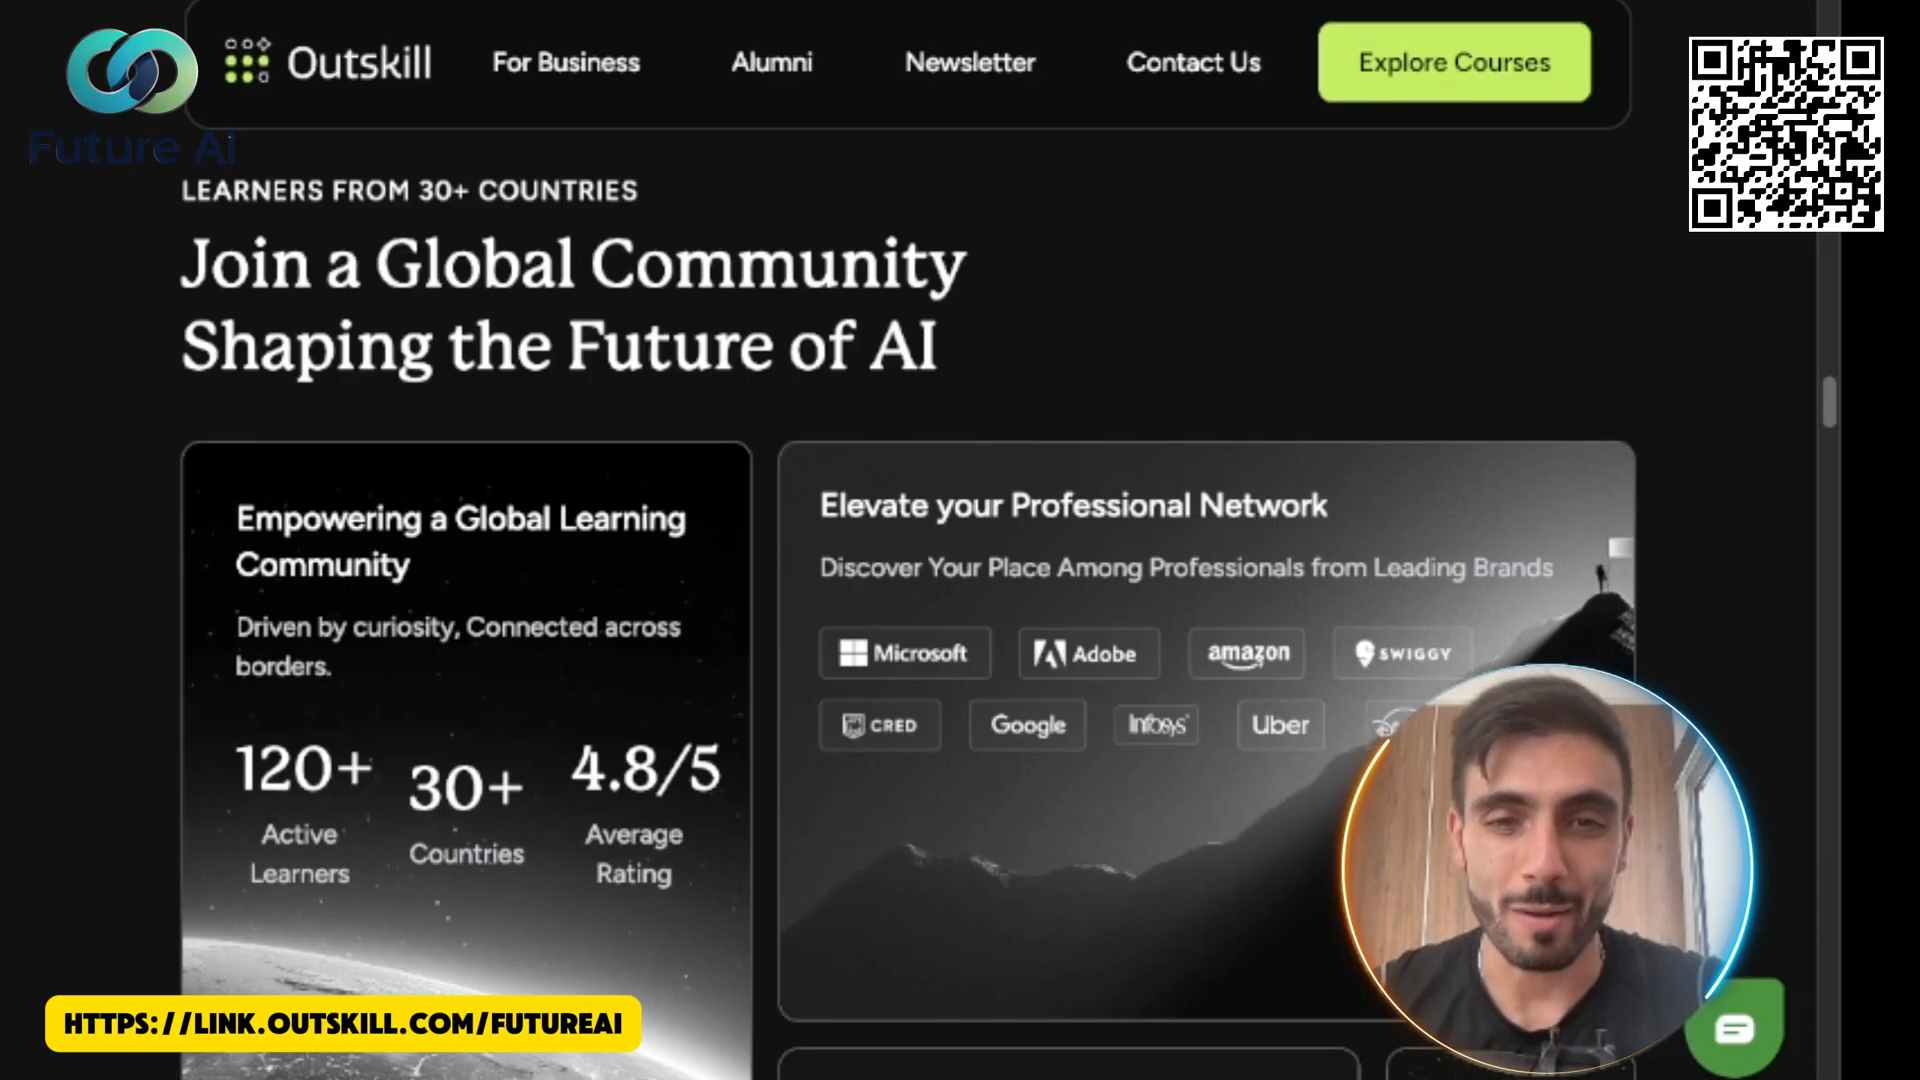 Outskill
For Business
Alumni
Newsletter
Contact Us
Explore Courses
Future Ai
LEARNERS FROM 30+ COUNTRIES
Join a Global Community
Shaping the Future of AI
Empowering a Global Learning
Community
Driven by curiosity, Connected across
borders.
120+
Active
Learners
30+
Countries
4.8/5
Average
Rating
Elevate your Professional Network
Discover Your Place Among Professionals from Leading Brands
Microsoft
Adobe
amazon
SWIGGY
CRED
Google
Infosys
Uber
HTTPS://LINK.OUTSKILL.COM/FUTUREAI